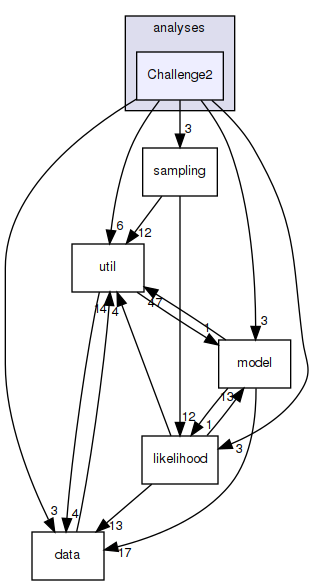 analyses
Challenge2
3
sampling
6
12
util
14
4
47
1
3
model
13
12
1
likelihood
3
3
4
13
data
17